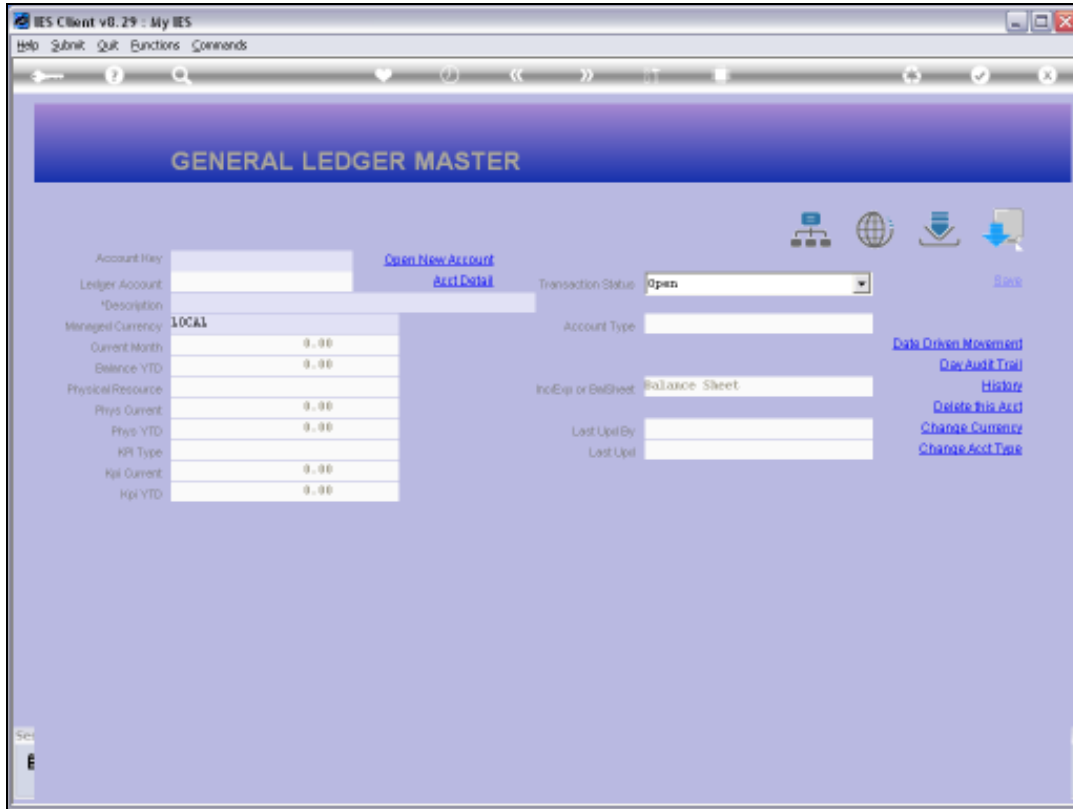 IES Client v8.29 : My IES
Help Submit Quit Functions Commands
GENERAL LEDGER MASTER
Account Key
Open New Account
Ledger Account
Acct Detail
Transaction Status Open
Save
*Description
Managed Currency LOCAL
Account Type
Current Month 0.00
Date Driven Movement
Balance YTD 0.00
Day Audit Trail
Physical Resource
Inc/Exp or BalSheet Balance Sheet
History
Phys Current 0.00
Delete this Acct
Phys YTD 0.00
Last Upd By
Change Currency
KPI Type
Last Upd
Change Acct Type
Kpi Current 0.00
Kpi YTD 0.00